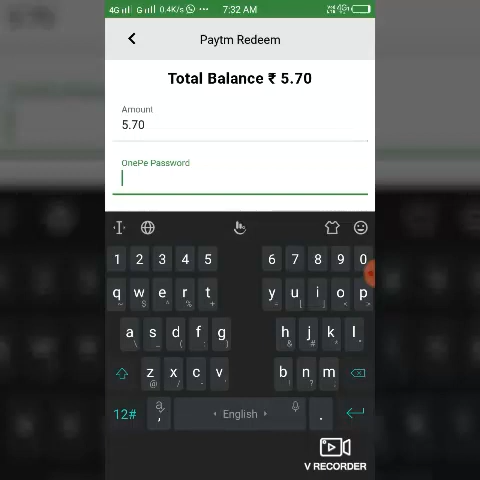 4G G 0.4K/s ... 7:32 AM 4G
Paytm Redeem
Total Balance ₹ 5.70
Amount
5.70
OnePe Password
1 2 3 4 5 6 7 8 9 0
q w e r t y u i o p
a s d f g h j k l
z x c v b n m
12# , English .
V RECORDER